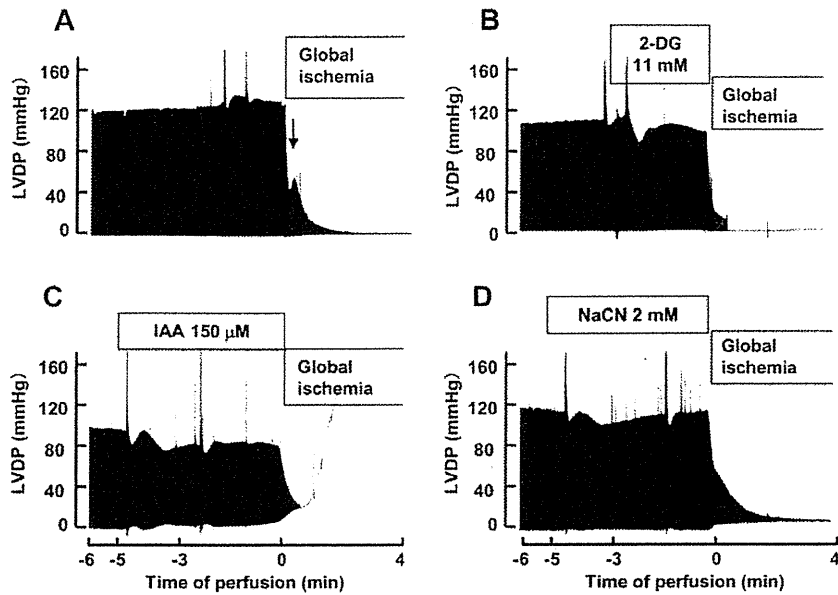 A
LVDP (mmHg)
160
120
80
40
0
Global
ischemia
B
LVDP (mmHg)
160
120
80
40
0
2-DG
11 mM
Global
ischemia
C
LVDP (mmHg)
160
120
80
40
0
IAA 150 μM
Global
ischemia
-6 -5 -3 0 4
Time of perfusion (min)
D
LVDP (mmHg)
160
120
80
40
0
NaCN 2 mM
Global
ischemia
-6 -5 -3 0 4
Time of perfusion (min)